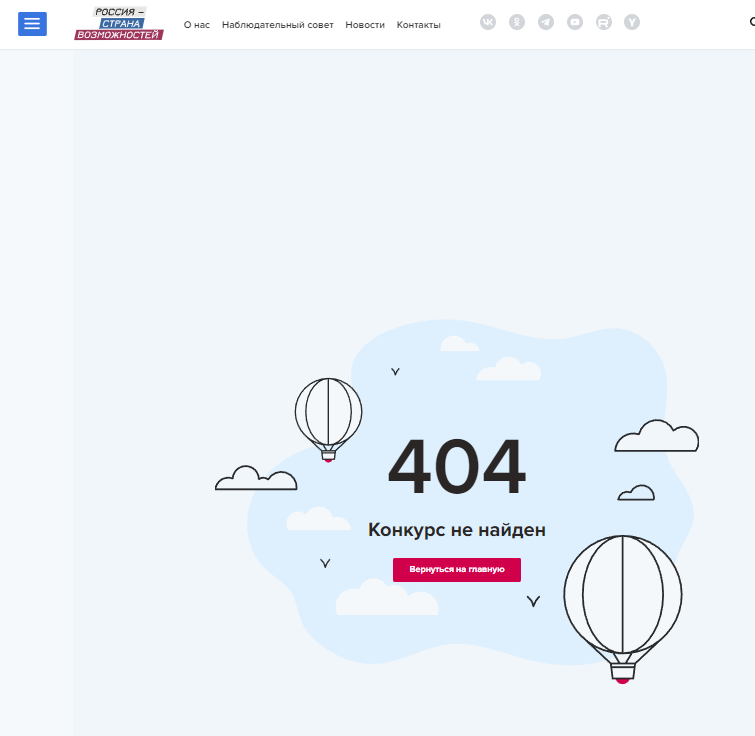 РОССИЯ –
СТРАНА
ВОЗМОЖНОСТЕЙ
О нас Наблюдательный совет Новости Контакты
404
Конкурс не найден
Вернуться на главную